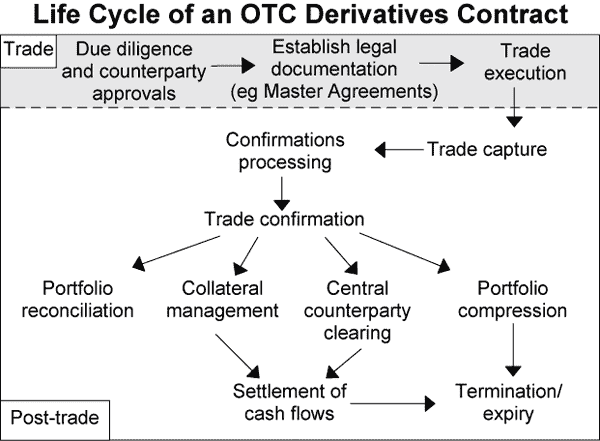 Life Cycle of an OTC Derivatives Contract
Trade
Due diligence
and counterparty
approvals
Establish legal
documentation
(eg Master Agreements)
Trade
execution
Trade capture
Confirmations
processing
Trade confirmation
Portfolio
reconciliation
Collateral
management
Central
counterparty
clearing
Portfolio
compression
Settlement of
cash flows
Termination/
expiry
Post-trade